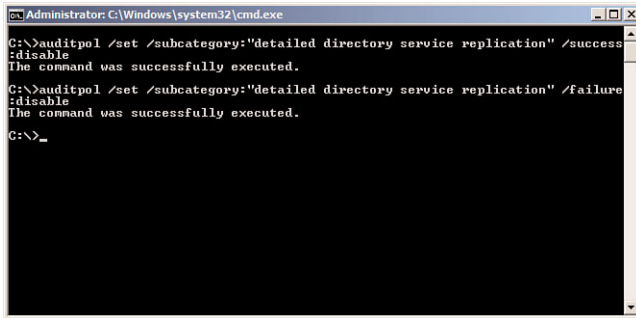 Administrator: C:\Windows\system32\cmd.exe
C:\>auditpol /set /subcategory:"detailed directory service replication" /success
:disable
The command was successfully executed.
C:\>auditpol /set /subcategory:"detailed directory service replication" /failure
:disable
The command was successfully executed.
C:\>_